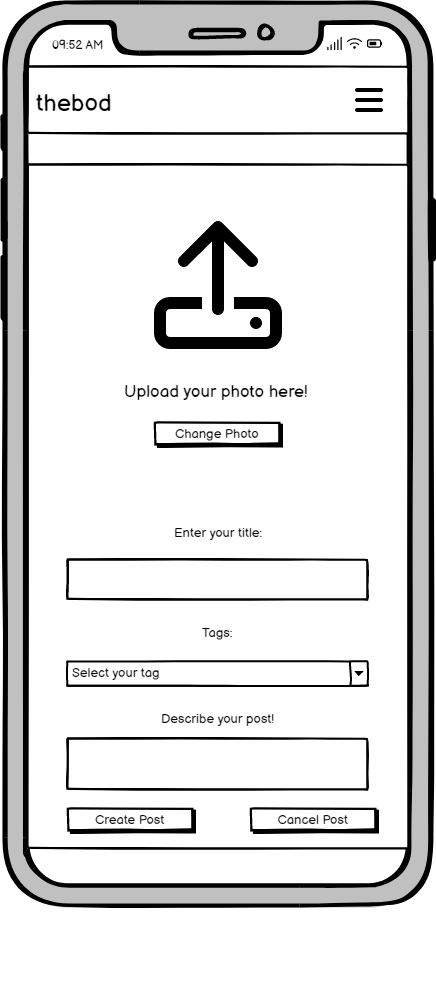 09:52 AM
thebod
Upload your photo here!
Change Photo
Enter your title:
Tags:
Select your tag
Describe your post!
Create Post
Cancel Post